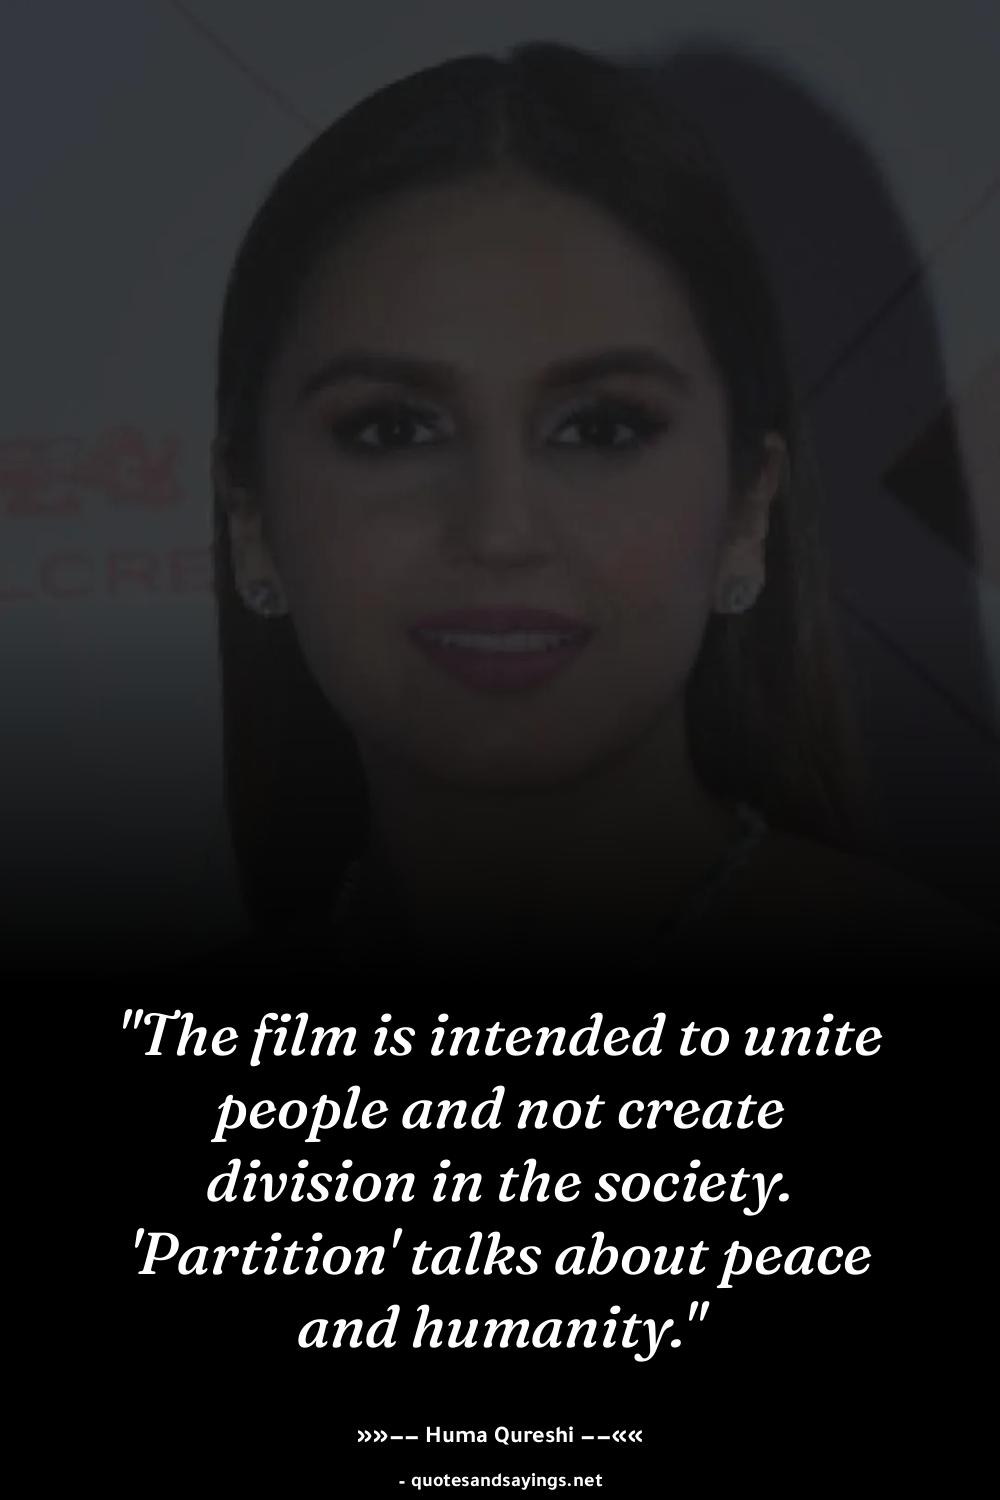 LCRE
"The film is intended to unite
people and not create
division in the society.
'Partition' talks about peace
and humanity."
»»−− Huma Qureshi −−««
- quotesandsayings.net